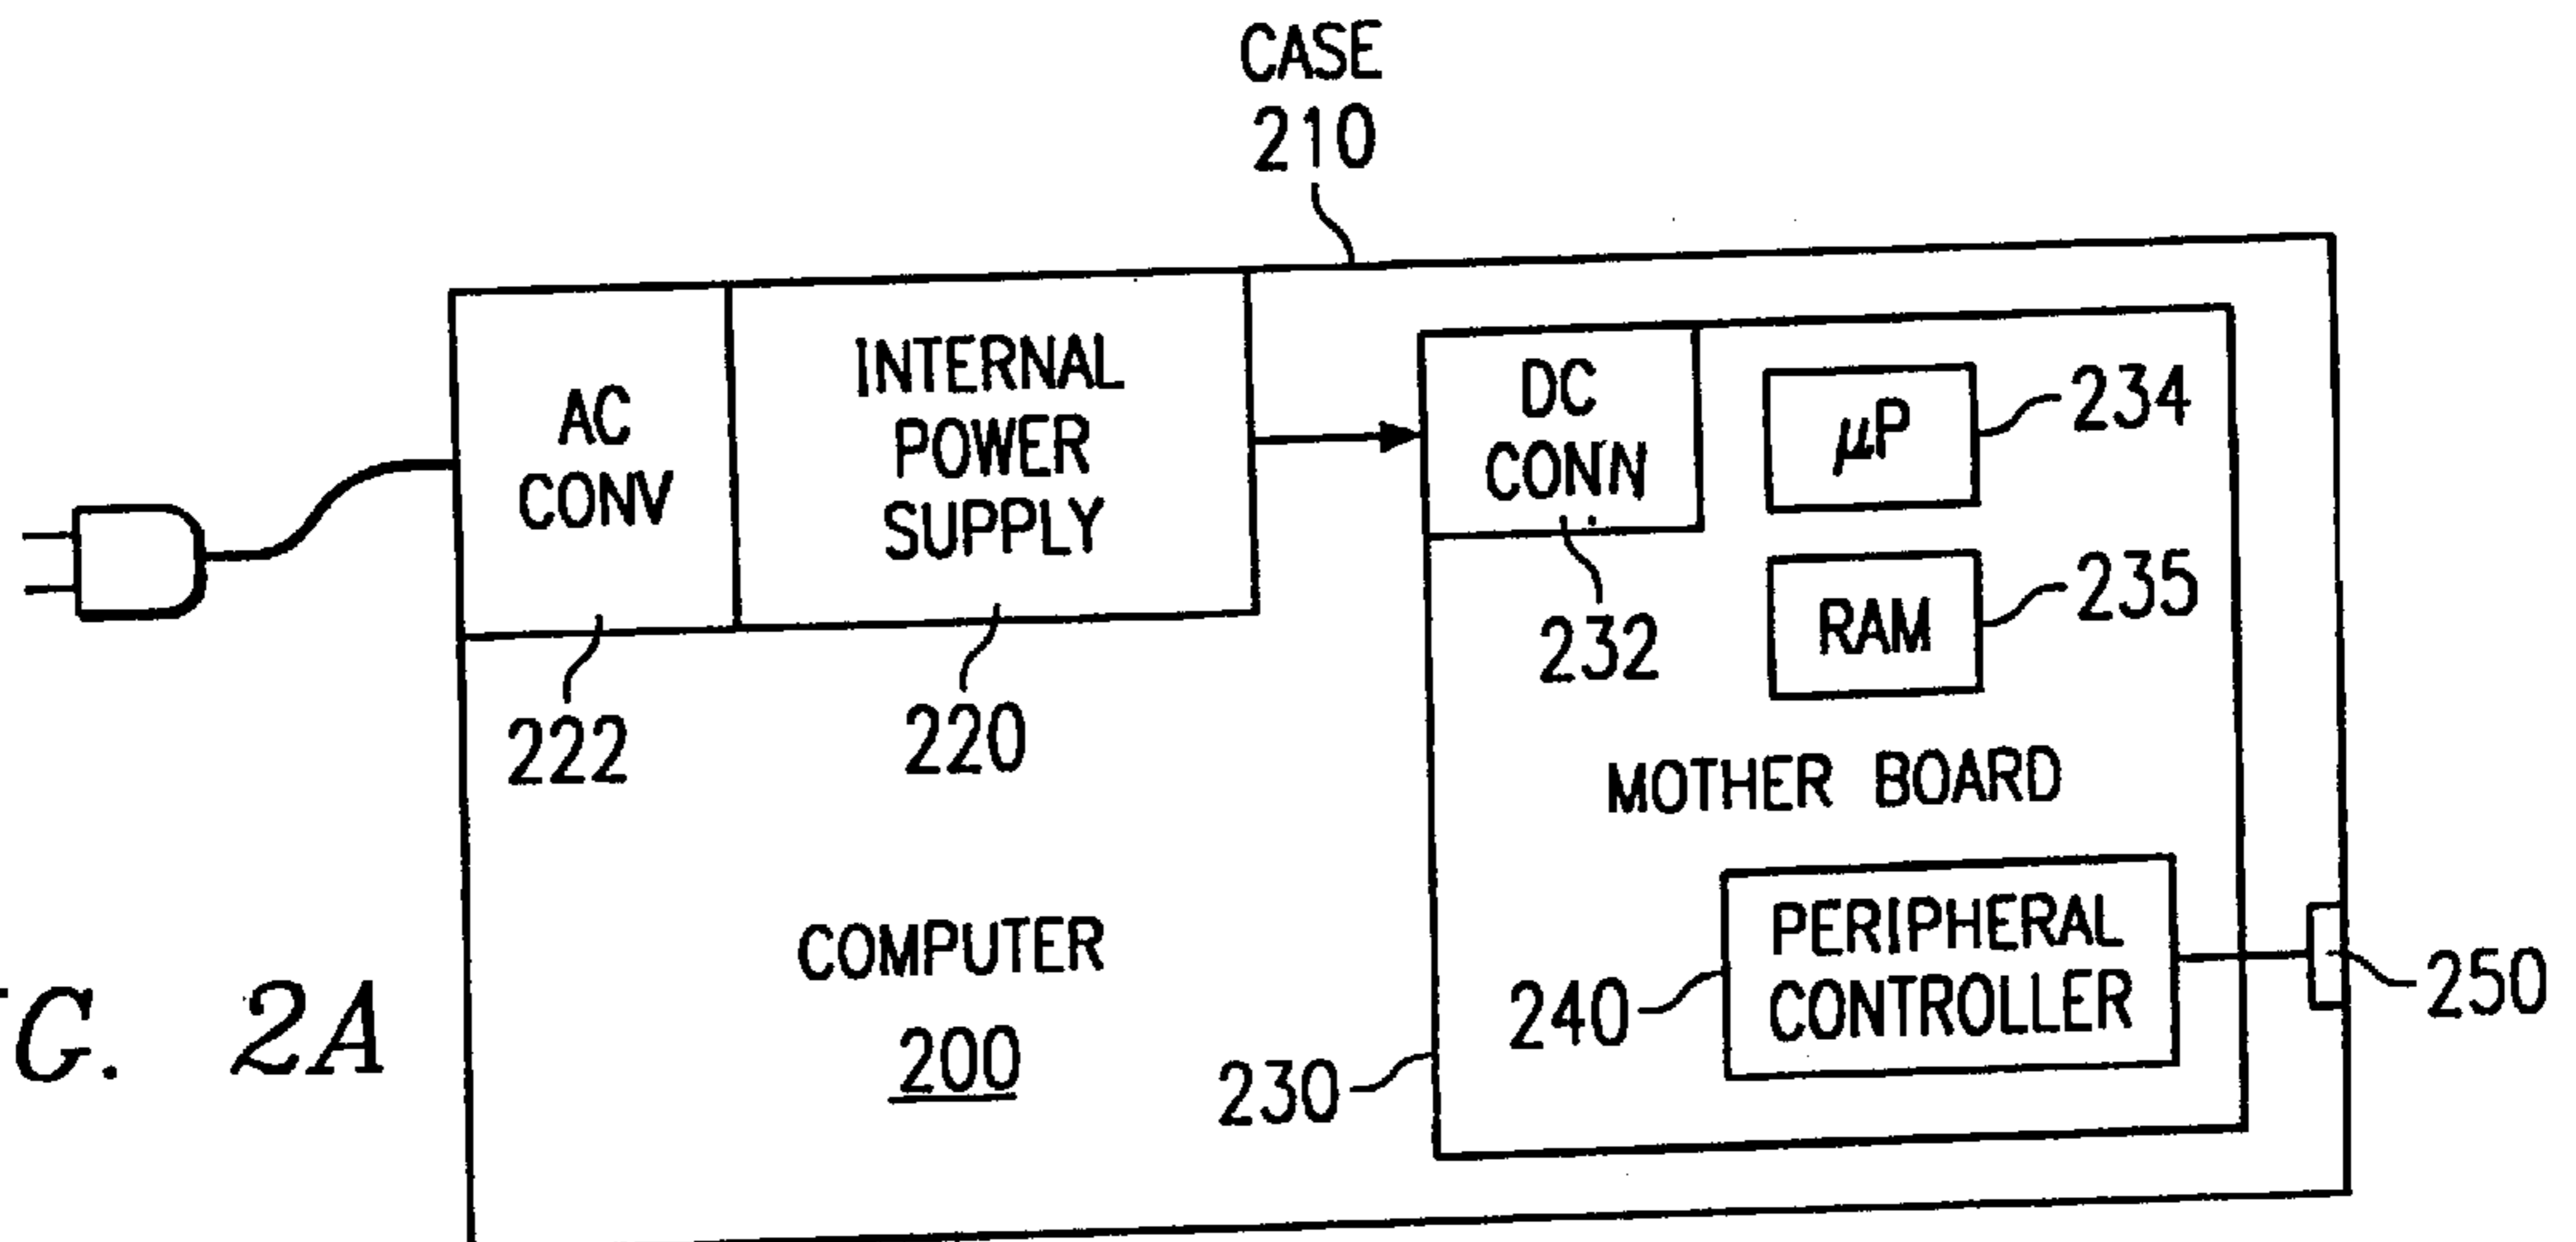 CASE
210
AC
CONV
INTERNAL
POWER
SUPPLY
DC
CON'N
μP
234
RAM
235
232
222
220
MOTHER BOARD
COMPUTER
200
PERIPHERAL
CONTROLLER
240
230
250
G. 2A